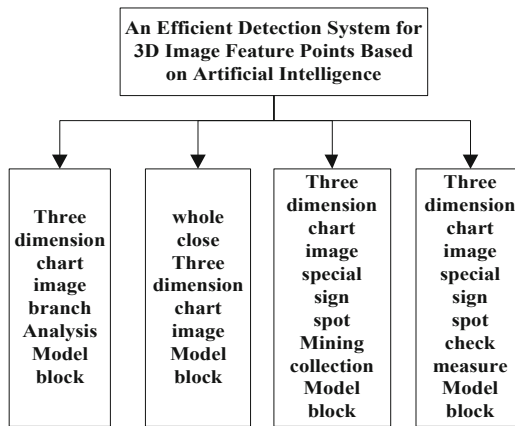 An Efficient Detection System for
3D Image Feature Points Based
on Artificial Intelligence
Three
dimension
chart
image
branch
Analysis
Model
block
whole
close
Three
dimension
chart
image
Model
block
Three
dimension
chart
image
special
sign
spot
Mining
collection
Model
block
Three
dimension
chart
image
special
sign
spot
check
measure
Model
block